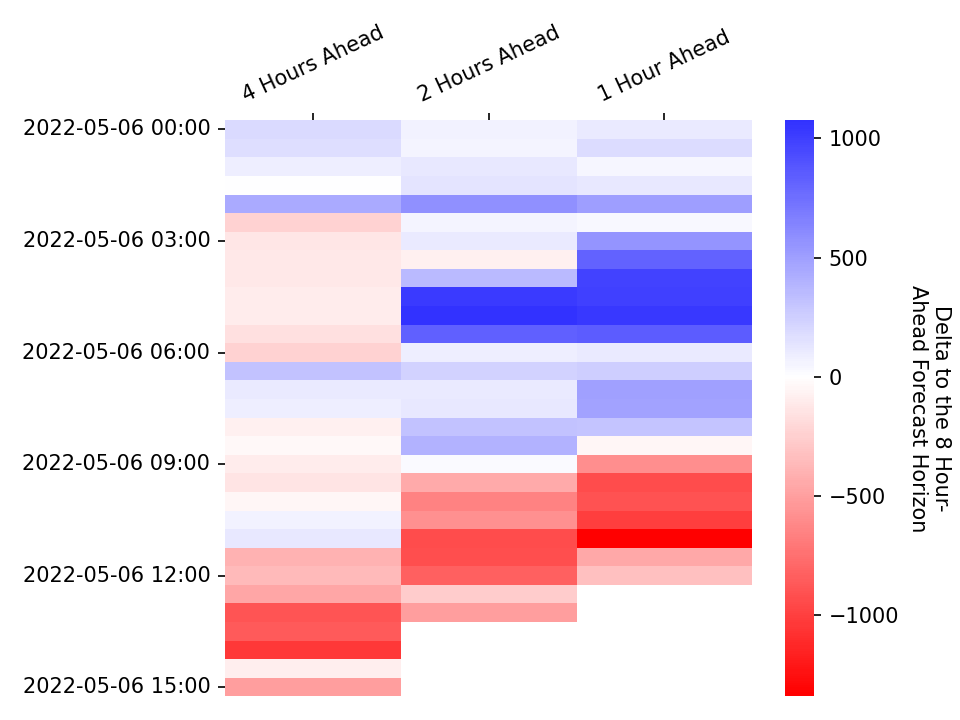 4 Hours Ahead
2 Hours Ahead
1 Hour Ahead
2022-05-06 00:00
2022-05-06 03:00
2022-05-06 06:00
2022-05-06 09:00
2022-05-06 12:00
2022-05-06 15:00
1000
500
0
−500
−1000
Delta to the 8 Hour-
Ahead Forecast Horizon